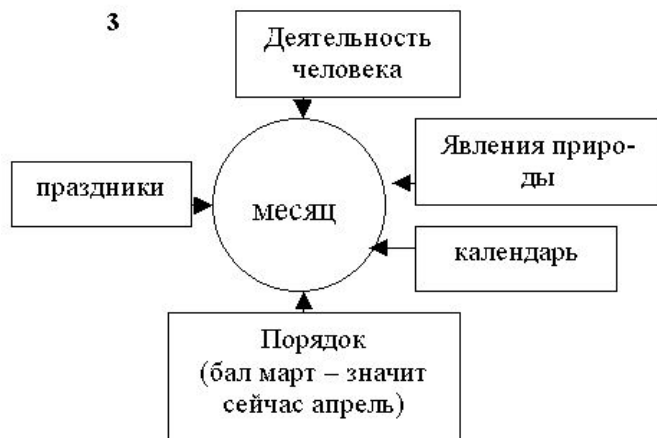 3
Деятельность
человека
Явления приро-
ды
праздники
месяц
календарь
Порядок
(бал март – значит
сейчас апрель)